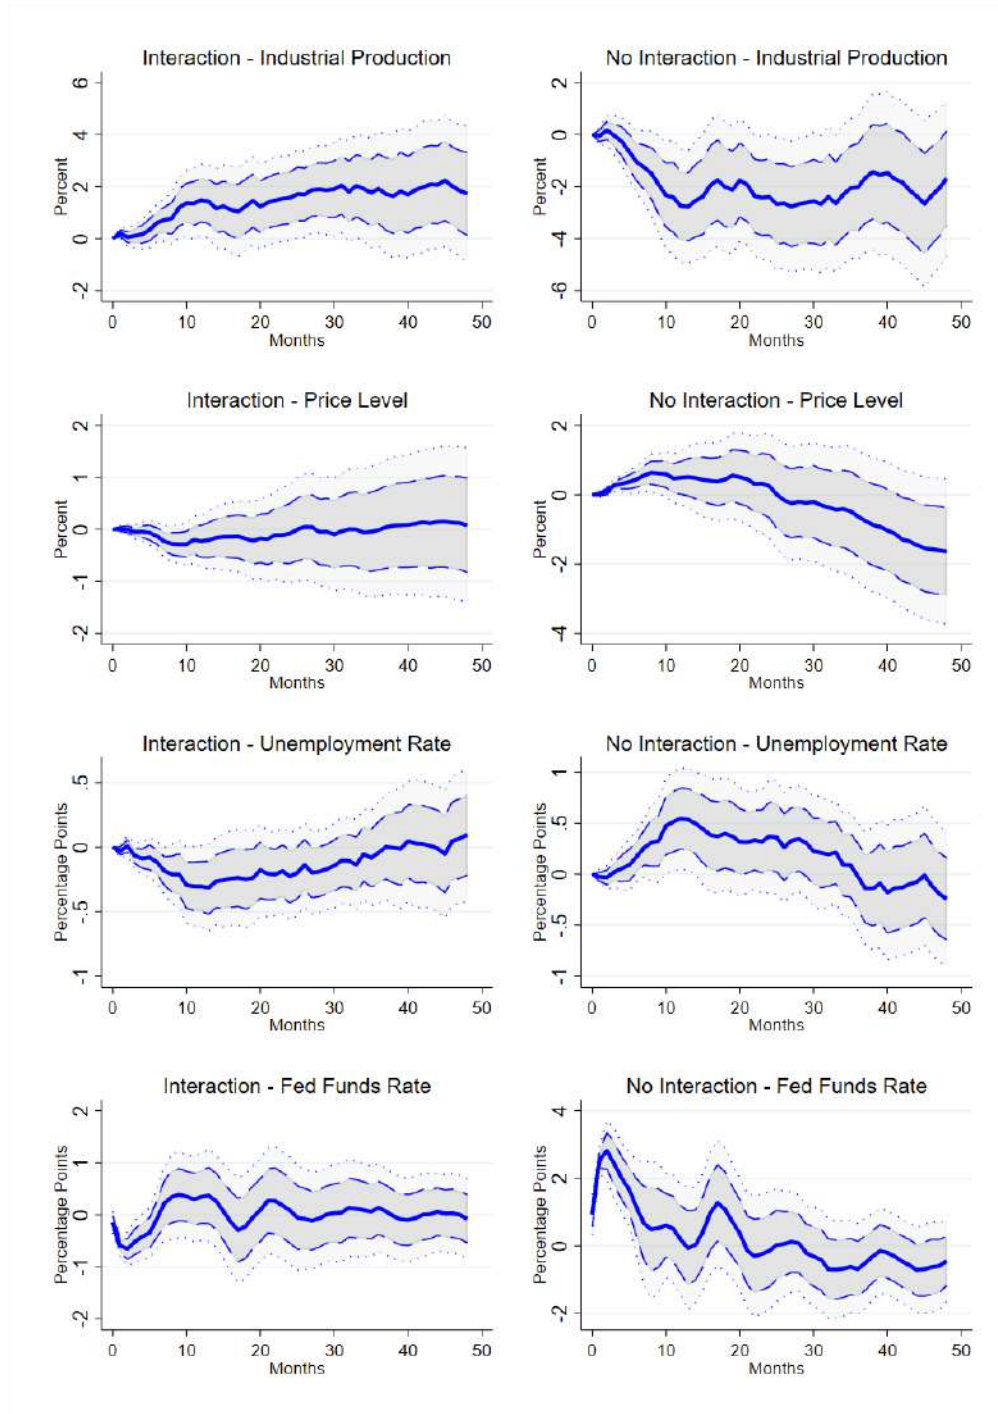 Interaction - Industrial Production
6
4
2
0
-2
Percent
0 10 20 30 40 50
Months
No Interaction - Industrial Production
2
0
-2
-4
-6
Percent
0 10 20 30 40 50
Months
Interaction - Price Level
2
1
0
-1
-2
Percent
0 10 20 30 40 50
Months
No Interaction - Price Level
2
0
-2
-4
Percent
0 10 20 30 40 50
Months
Interaction - Unemployment Rate
.5
0
-.5
-1
Percentage Points
0 10 20 30 40 50
Months
No Interaction - Unemployment Rate
1
.5
0
-.5
-1
Percentage Points
0 10 20 30 40 50
Months
Interaction - Fed Funds Rate
2
1
0
-1
-2
Percentage Points
0 10 20 30 40 50
Months
No Interaction - Fed Funds Rate
4
2
0
-2
Percentage Points
0 10 20 30 40 50
Months